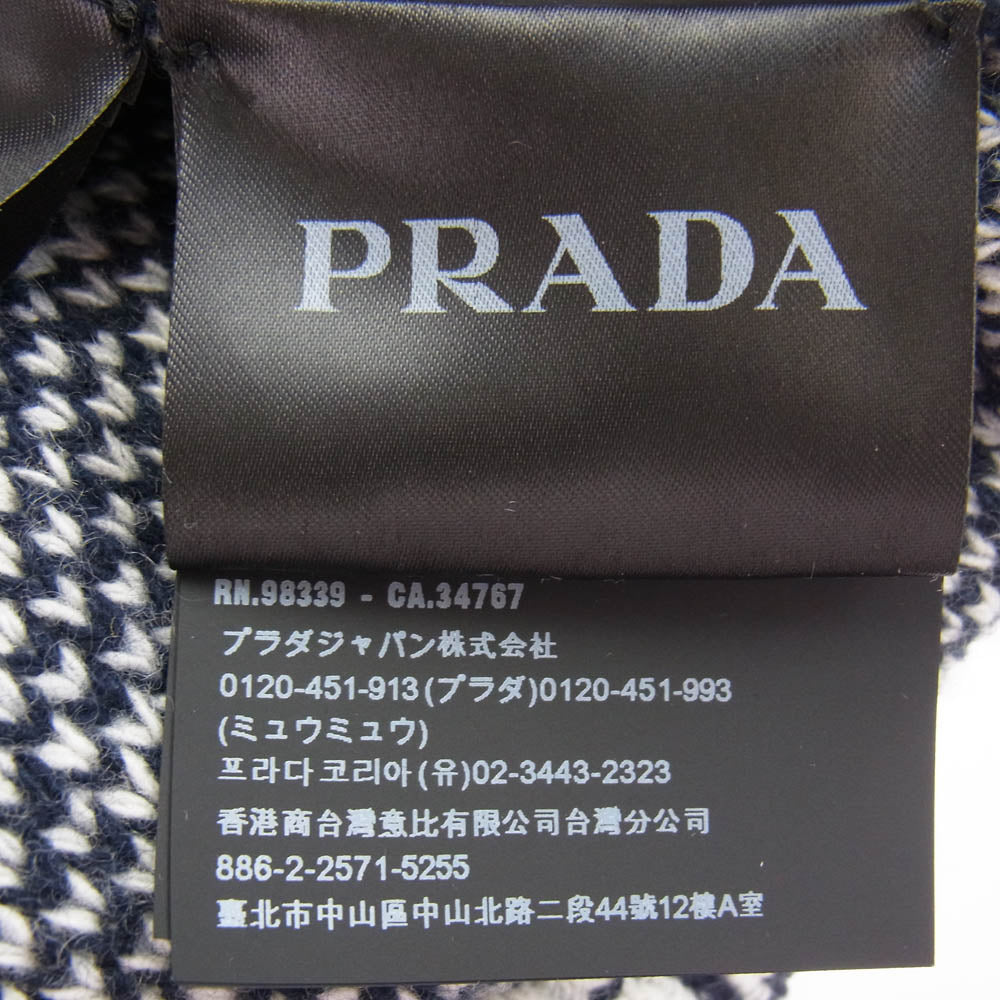 PRADA
RN.98339 - CA.34767
プラダジャパン株式会社
0120-451-913(プラダ)0120-451-993
(ミュウミュウ)
프라다코리아(유)02-3443-2323
香港商台灣意比有限公司台灣分公司
886-2-2571-5255
臺北市中山區中山北路二段44號12樓A室